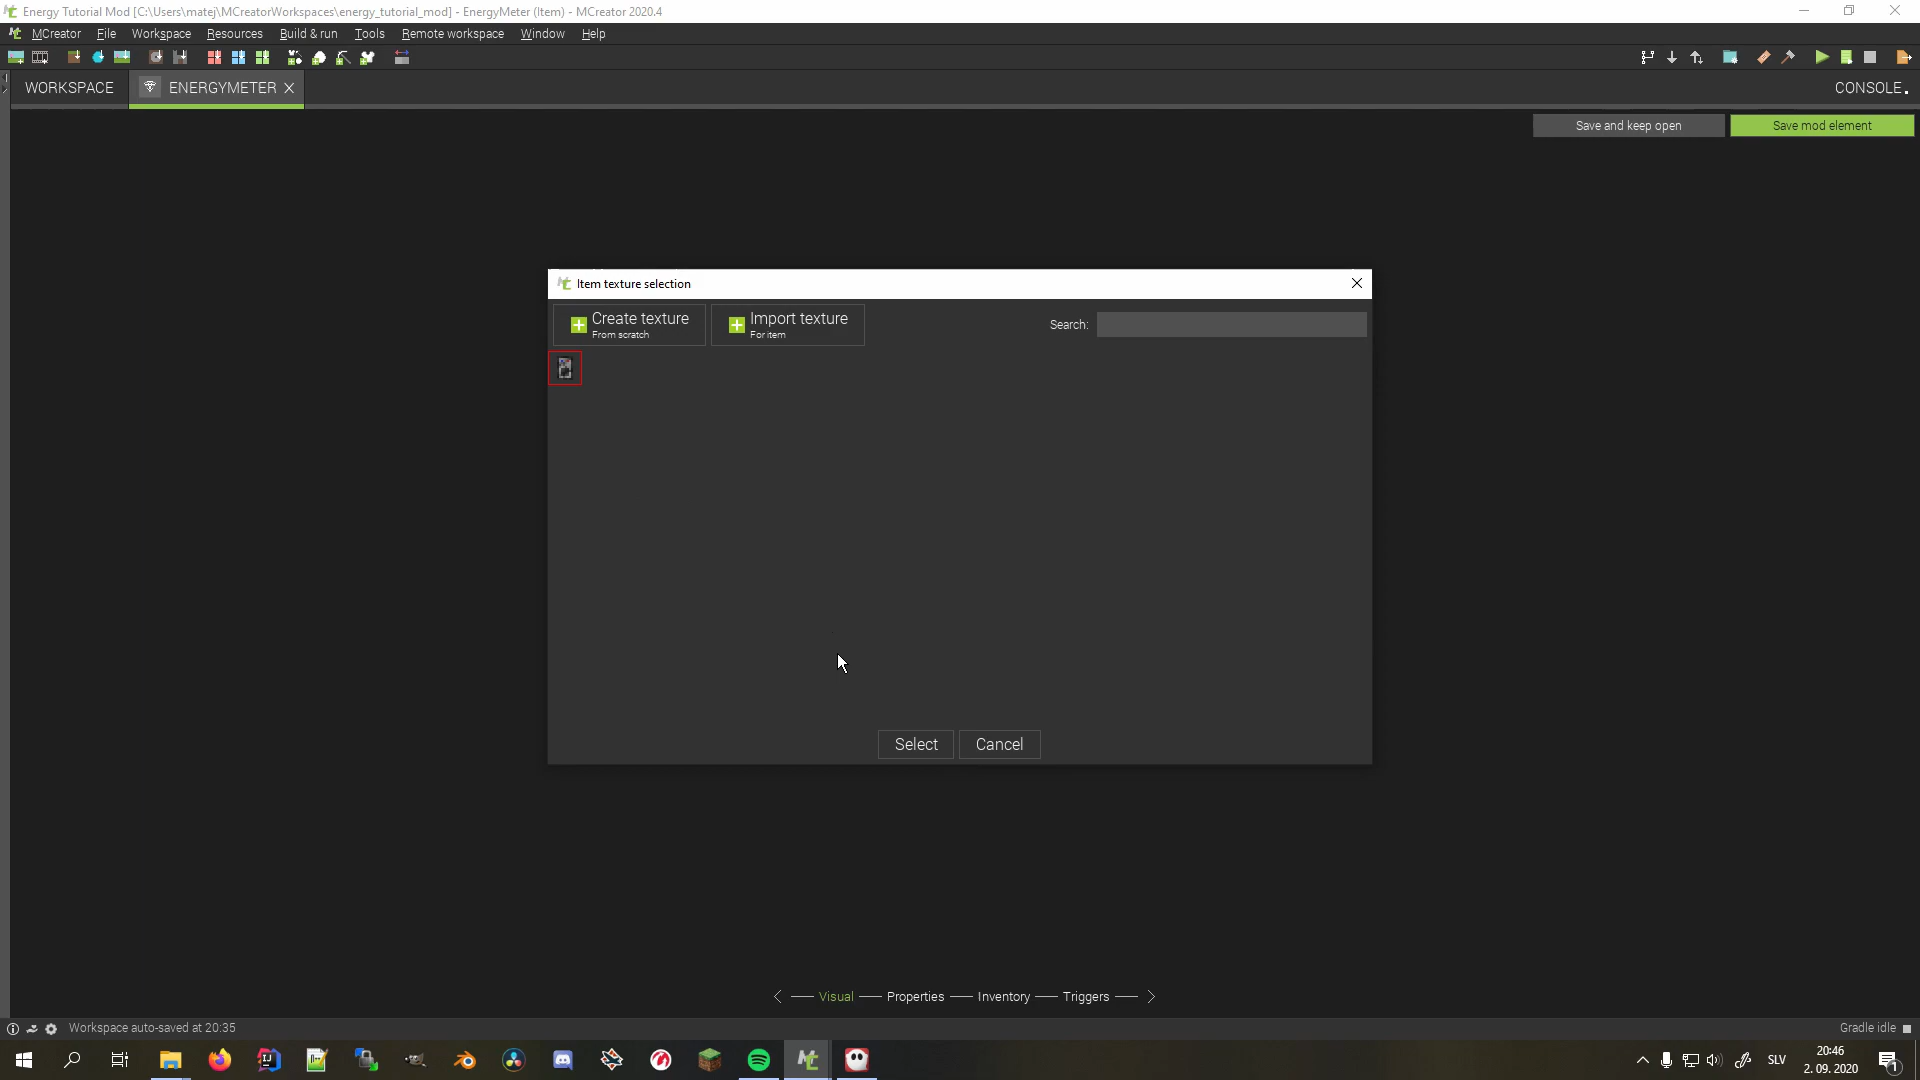 Energy Tutorial Mod [C:\Users\matej\MCreatorWorkspaces\energy_tutorial_mod] - EnergyMeter (Item) - MCreator 2020.4
MCreator File Workspace Resources Build & run Tools Remote workspace Window Help
WORKSPACE ENERGYMETER CONSOLE
Save and keep open Save mod element
Item texture selection
Create texture
From scratch
Import texture
For item
Search:
Select Cancel
Visual Properties Inventory Triggers
Workspace auto-saved at 20:35 Gradle idle
SLV
20:46
2. 09. 2020
1